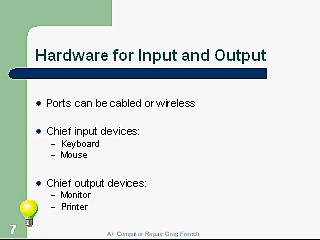 Hardware for Input and Output
● Ports can be cabled or wireless
● Chief input devices:
– Keyboard
– Mouse
● Chief output devices:
– Monitor
– Printer
7
A+ Computer Repair Greg French